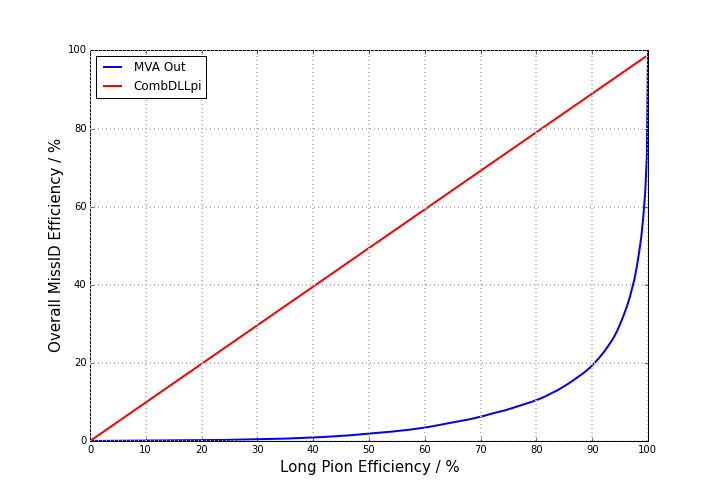 100
80
60
40
20
0
Overall MissID Efficiency / %
MVA Out
CombDLLpi
0 10 20 30 40 50 60 70 80 90 100
Long Pion Efficiency / %